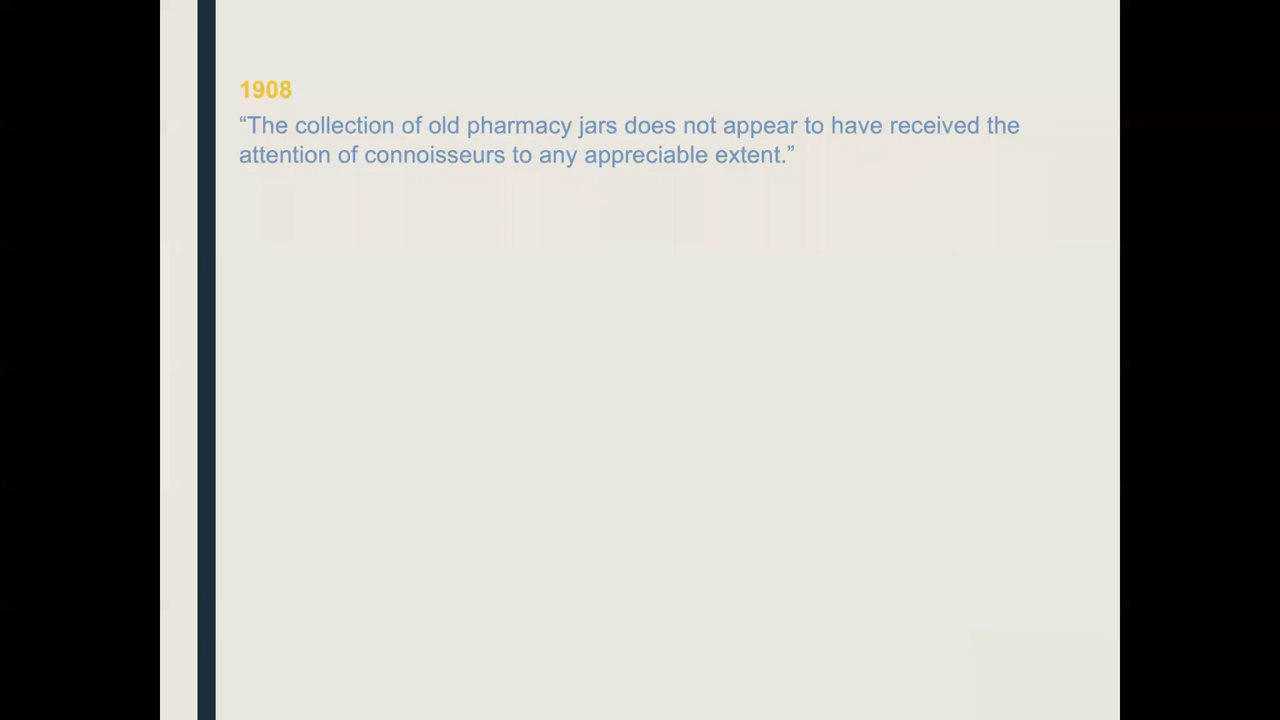 1908
“The collection of old pharmacy jars does not appear to have received the
attention of connoisseurs to any appreciable extent.”